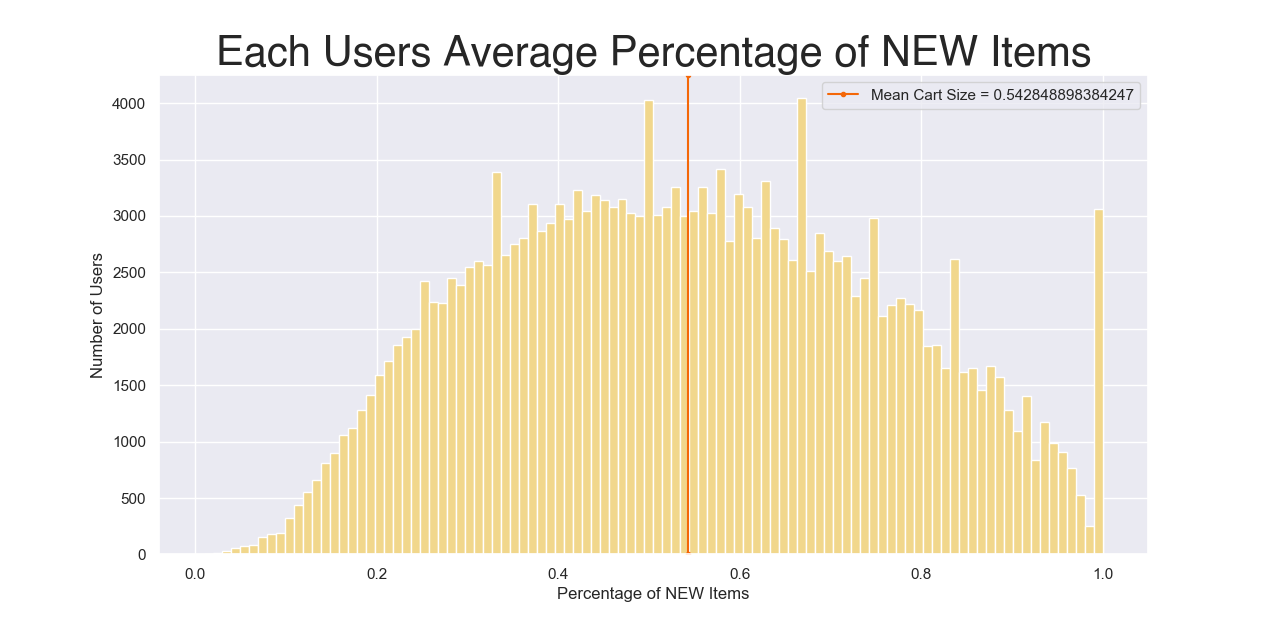 Each Users Average Percentage of NEW Items
Mean Cart Size = 0.542848898384247
4000
3500
3000
2500
2000
1500
1000
500
0
Number of Users
0.0 0.2 0.4 0.6 0.8 1.0
Percentage of NEW Items